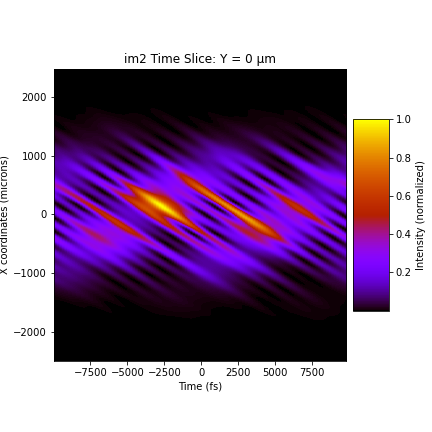 im2 Time Slice: Y = 0 μm
2000
1000
0
−1000
−2000
X coordinates (microns)
−7500 −5000 −2500 0 2500 5000 7500
Time (fs)
1.0
0.8
0.6
0.4
0.2
Intensity (normalized)